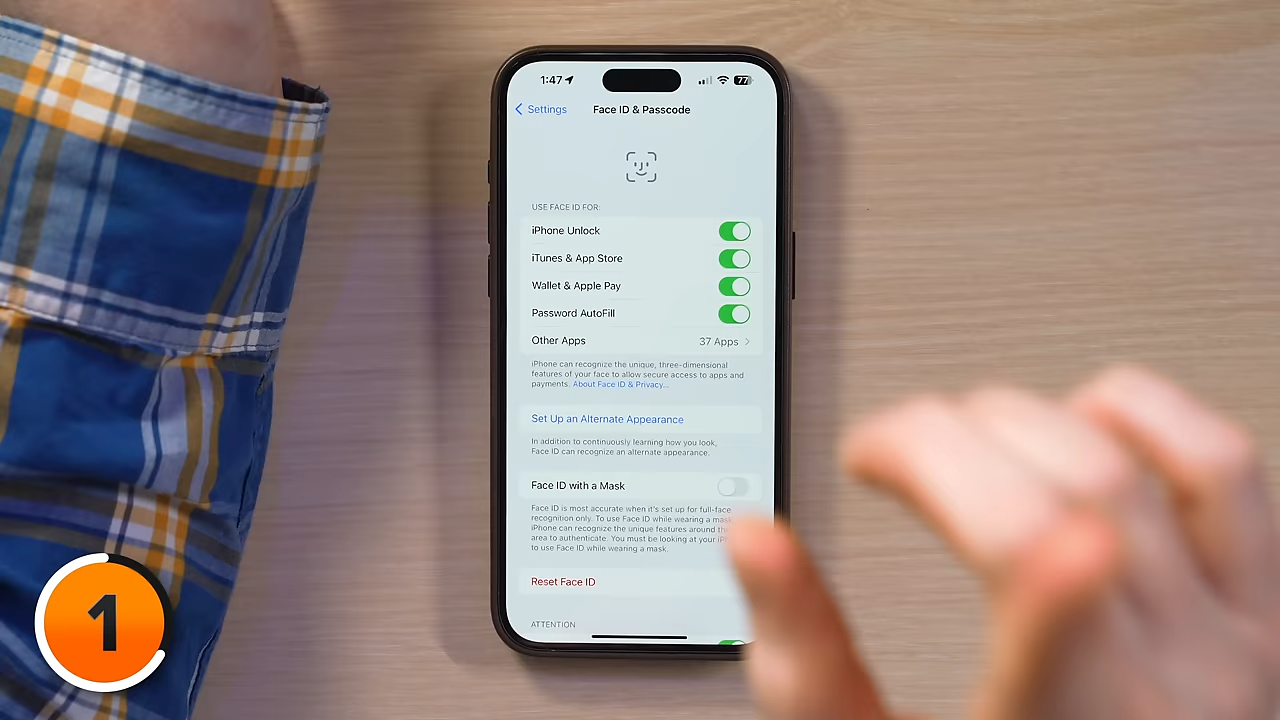 1:47
77
Settings
Face ID & Passcode
USE FACE ID FOR:
iPhone Unlock
iTunes & App Store
Wallet & Apple Pay
Password AutoFill
Other Apps
37 Apps
iPhone can recognize the unique, three-dimensional
features of your face to allow secure access to apps and
payments. About Face ID & Privacy...
Set Up an Alternate Appearance
In addition to continuously learning how you look,
Face ID can recognize an alternate appearance.
Face ID with a Mask
Face ID is most accurate when it's set up for full-face
recognition only. To use Face ID while wearing a mask,
iPhone can recognize the unique features around the
area to authenticate. You must be looking at your
to use Face ID while wearing a mask.
Reset Face ID
ATTENTION
1